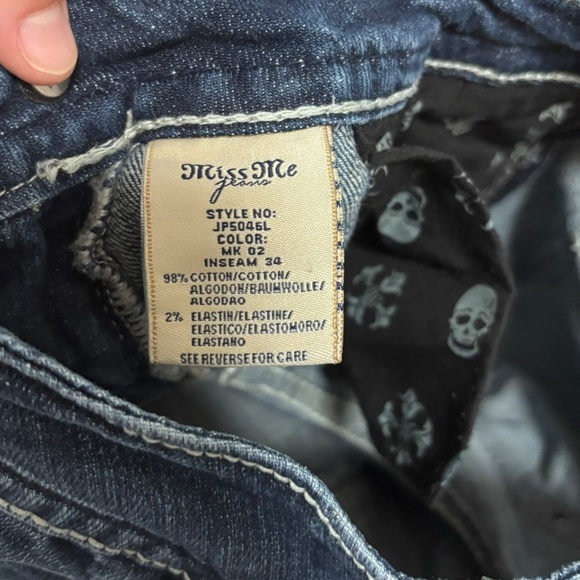 Miss Me
jeans
STYLE NO:
JP5046L
COLOR:
MK 02
INSEAM 34
98% COTTON/COTTON/
ALGODON/BAUMWOLLE/
ALGODAO
2% ELASTIN/ELASTINE/
ELASTICO/ELASTOMORO/
ELASTANO
SEE REVERSE FOR CARE